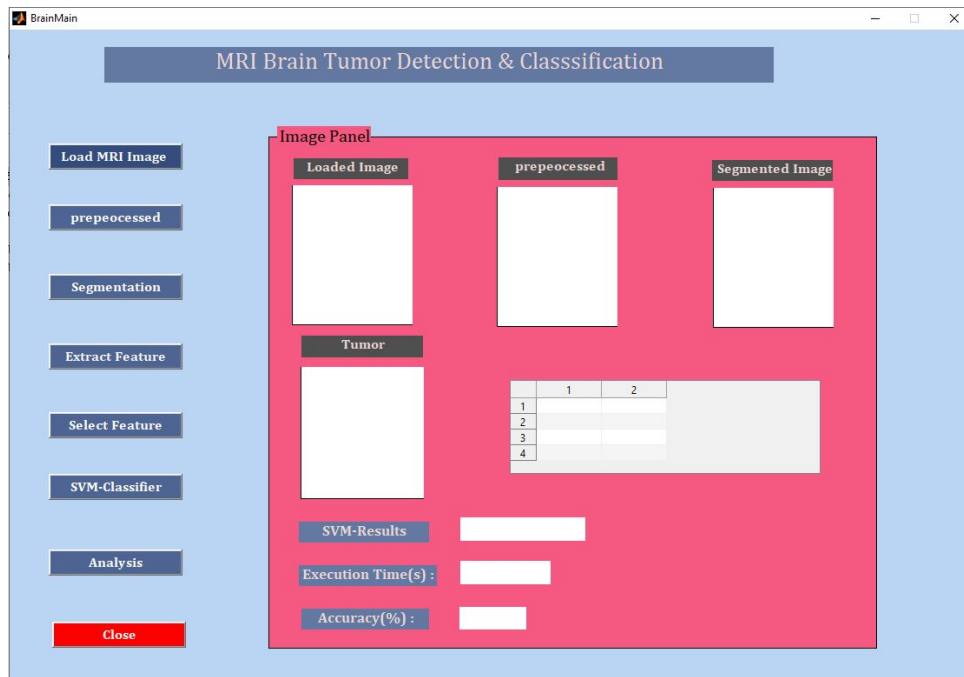 BrainMain
MRI Brain Tumor Detection & Classsification
Load MRI Image
prepeocessed
Segmentation
Extract Feature
Select Feature
SVM-Classifier
Analysis
Close
Image Panel
Loaded Image
prepeocessed
Segmented Image
Tumor
1 2
1
2
3
4
SVM-Results
Execution Time(s) :
Accuracy(%) :